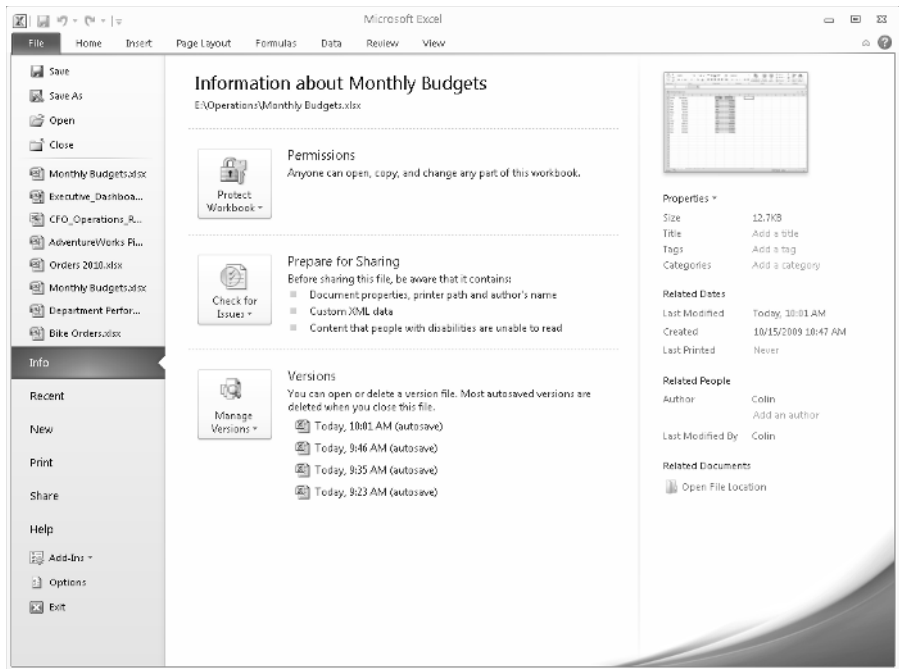 Microsoft Excel
File Home Insert Page Layout Formulas Data Review View
Save
Save As
Open
Close
Monthly Budgets.xlsx
Executive_Dashboa...
CFO_Operations_R...
AdventureWorks Pi...
Orders 2010.xlsx
Monthly Budgets.xlsx
Department Perfor...
Bike Orders.xlsx
Info
Recent
New
Print
Share
Help
Add-Ins
Options
Exit
Information about Monthly Budgets
E:\Operations\Monthly Budgets.xlsx
Protect
Workbook
Permissions
Anyone can open, copy, and change any part of this workbook.
Check for
Issues
Prepare for Sharing
Before sharing this file, be aware that it contains:
Document properties, printer path and author's name
Custom XML data
Content that people with disabilities are unable to read
Manage
Versions
Versions
You can open or delete a version file. Most autosaved versions are
deleted when you close this file.
Today, 10:01 AM (autosave)
Today, 9:46 AM (autosave)
Today, 9:35 AM (autosave)
Today, 9:23 AM (autosave)
Properties
Size 12.7KB
Title Add a title
Tags Add a tag
Categories Add a category
Related Dates
Last Modified Today, 10:01 AM
Created 10/15/2009 10:47 AM
Last Printed Never
Related People
Author Colin
Add an author
Last Modified By Colin
Related Documents
Open File Location